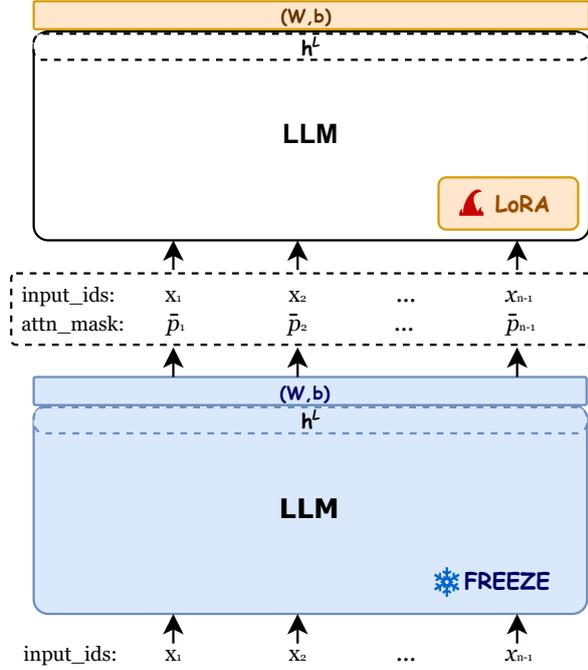 (W,b)
h^L
LLM
LoRA
input_ids: x₁ x₂ ... xₙ₋₁
attn_mask: p̄₁ p̄₂ ... p̄ₙ₋₁
(W,b)
h^L
LLM
FREEZE
input_ids: x₁ x₂ ... xₙ₋₁